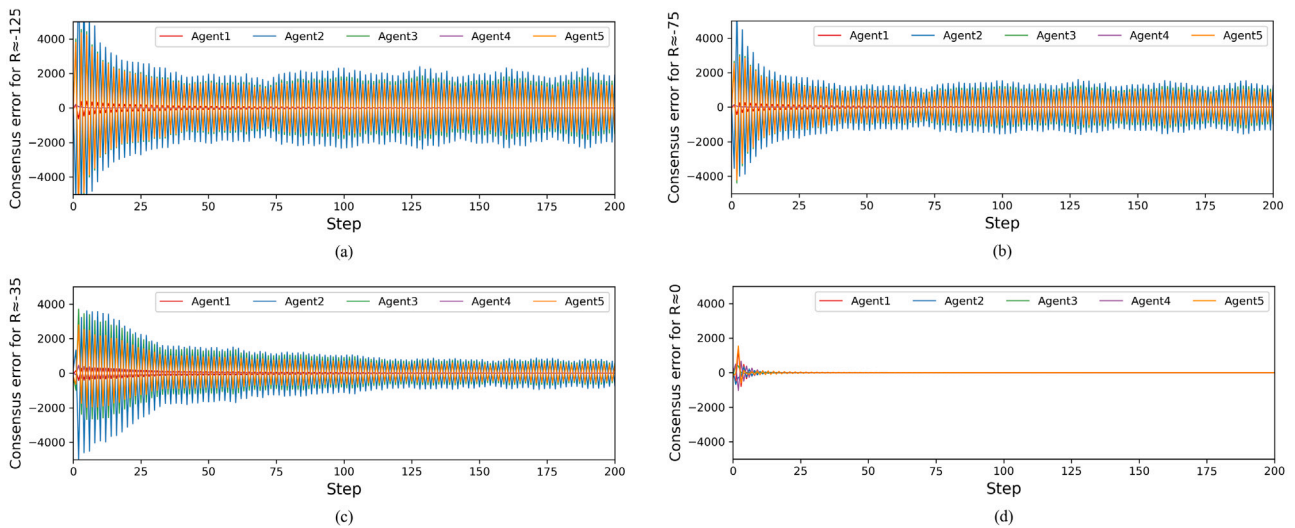 Consensus error for R≈-125
4000
2000
0
−2000
−4000
Agent1 Agent2 Agent3 Agent4 Agent5
0 25 50 75 100 125 150 175 200
Step
(a)
Consensus error for R≈-75
4000
2000
0
−2000
−4000
Agent1 Agent2 Agent3 Agent4 Agent5
0 25 50 75 100 125 150 175 200
Step
(b)
Consensus error for R≈-35
4000
2000
0
−2000
−4000
Agent1 Agent2 Agent3 Agent4 Agent5
0 25 50 75 100 125 150 175 200
Step
(c)
Consensus error for R≈0
4000
2000
0
−2000
−4000
Agent1 Agent2 Agent3 Agent4 Agent5
0 25 50 75 100 125 150 175 200
Step
(d)